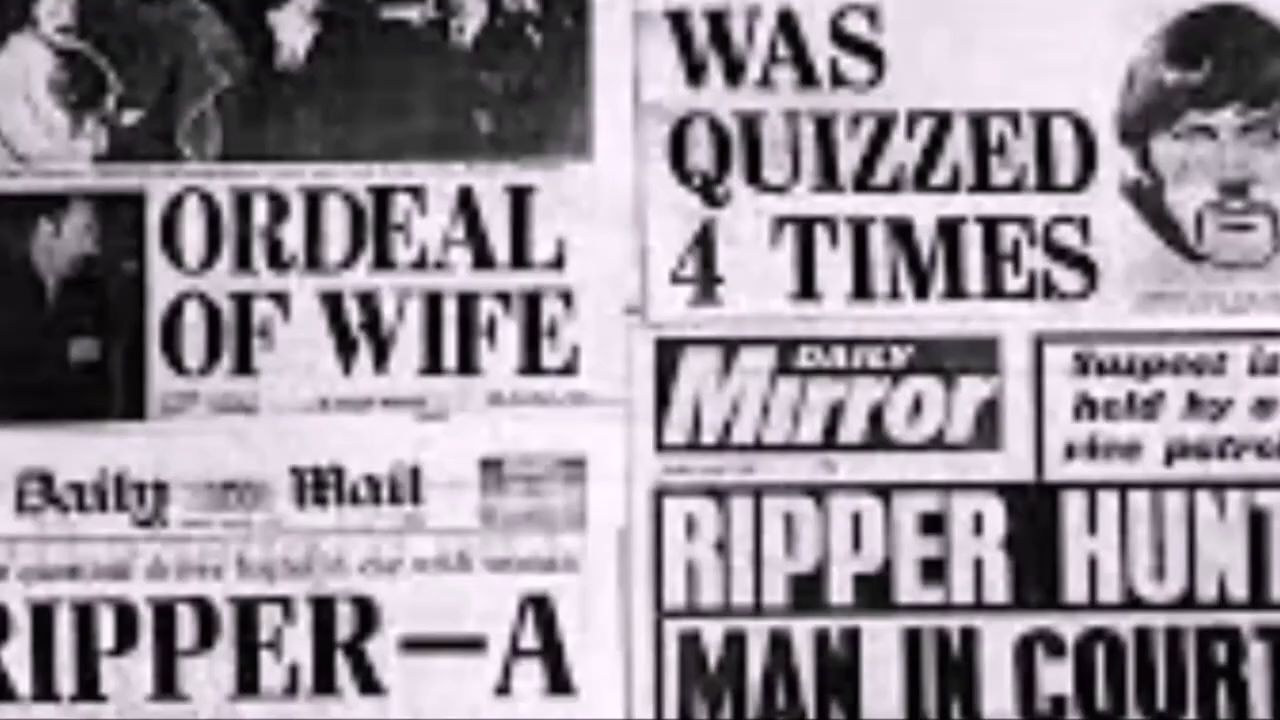 ORDEAL
OF WIFE
Daily Mail
RIPPER—A
WAS
QUIZZED
4 TIMES
DAILY
Mirror
Suspect is
held by a
vice patrol
RIPPER HUNT
MAN IN COURT